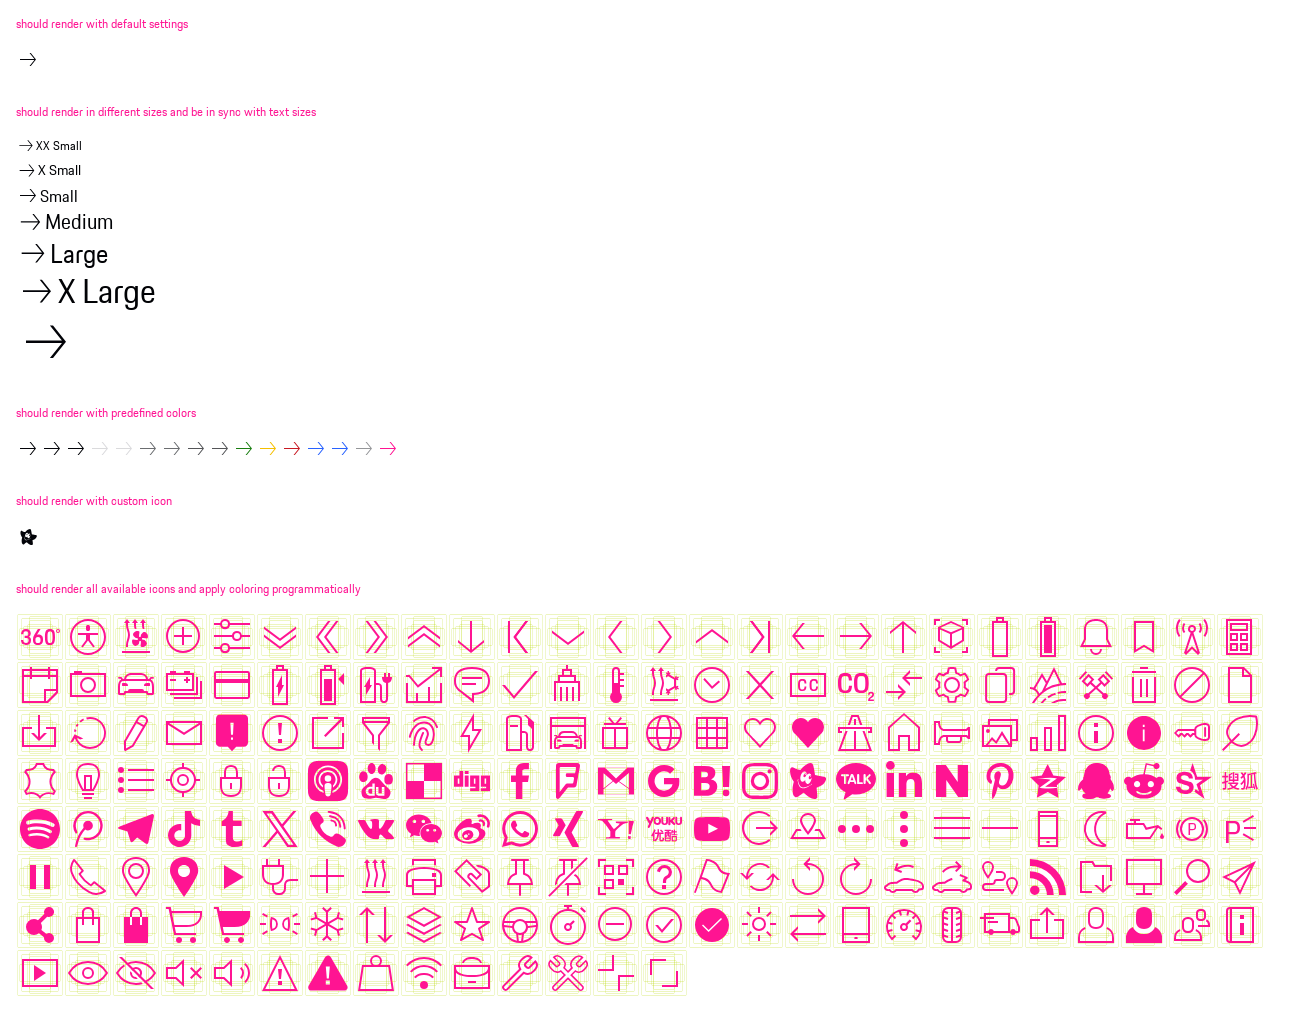 should render with default settings
should render in different sizes and be in sync with text sizes
XX Small
X Small
Small
Medium
Large
X Large
should render with predefined colors
should render with custom icon
should render all available icons and apply coloring programmatically
360°
CC CO2
digg B! TALK in N S 搜狐
YOUKU
优酷
P P
du